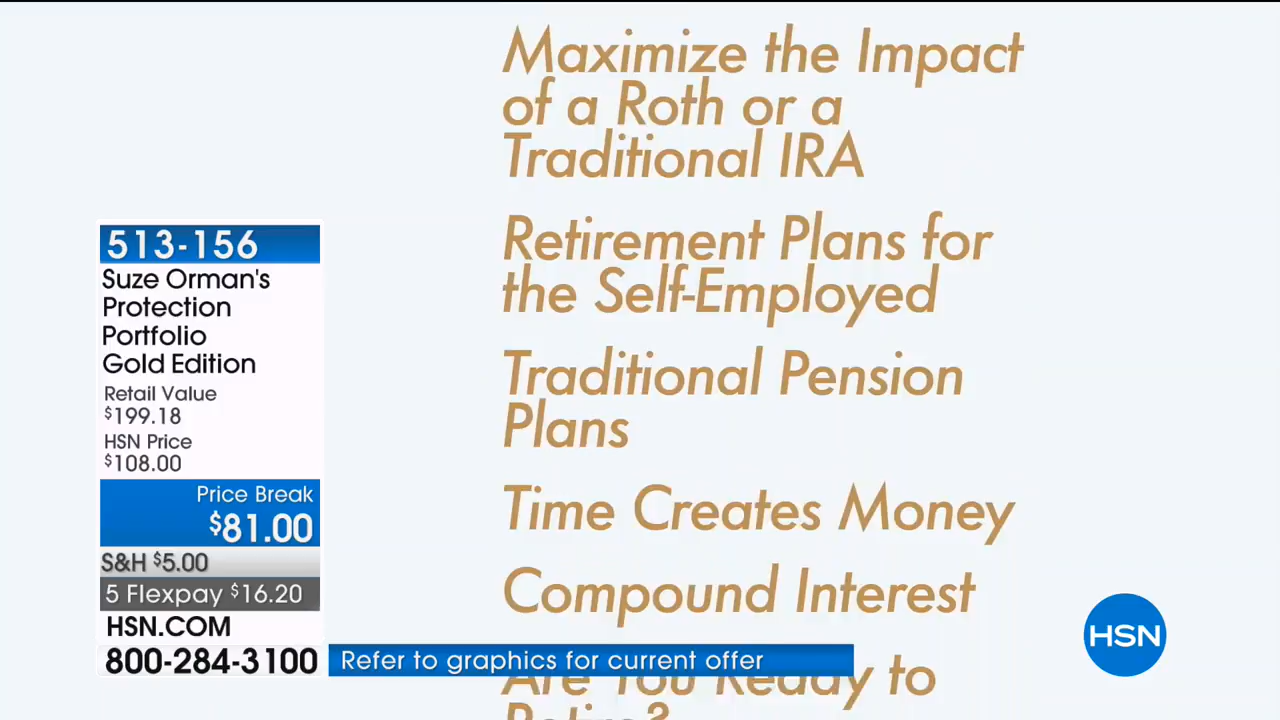 Maximize the Impact
of a Roth or a
Traditional IRA
Retirement Plans for
the Self-Employed
Traditional Pension
Plans
Time Creates Money
Compound Interest
Are You Ready to
Retire?
513-156
Suze Orman's
Protection
Portfolio
Gold Edition
Retail Value
$199.18
HSN Price
$108.00
Price Break
$81.00
S&H $5.00
5 Flexpay $16.20
HSN.COM
800-284-3100
Refer to graphics for current offer
HSN